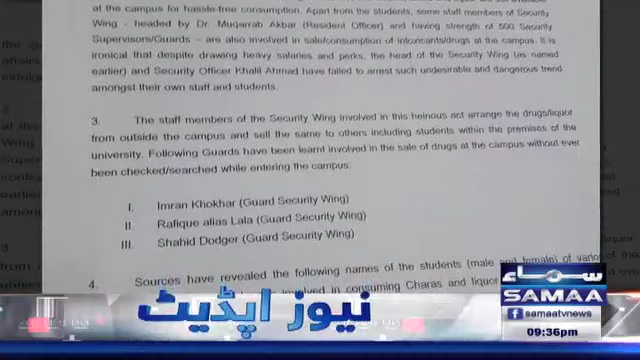 at the campus for hassle-free consumption. Apart from the students, some staff members of Security
Wing - headed by Dr. Muqarrab Akbar (Resident Officer) and having strength of 500 Security
Supervisors/Guards – are also involved in sale/consumption of intoxicants/drugs at the campus. It is
ironical that despite drawing heavy salaries and perks, the head of the Security Wing (as named
earlier) and Security Officer Khalil Ahmad have failed to arrest such undesirable and dangerous trend
amongst their own staff and students.
3. The staff members of the Security Wing involved in this heinous act arrange the drugs/liquor
from outside the campus and sell the same to others including students within the premises of the
university. Following Guards have been learnt involved in the sale of drugs at the campus without ever
been checked/searched while entering the campus:
I. Imran Khokhar (Guard Security Wing)
II. Rafique alias Lala (Guard Security Wing)
III. Shahid Dodger (Guard Security Wing)
4. Sources have revealed the following names of the students (male and female) of
involved in consuming Charas and liquor
نیوز اپڈیٹ
سماء
SAMAA
f samaatvnews
09:36pm